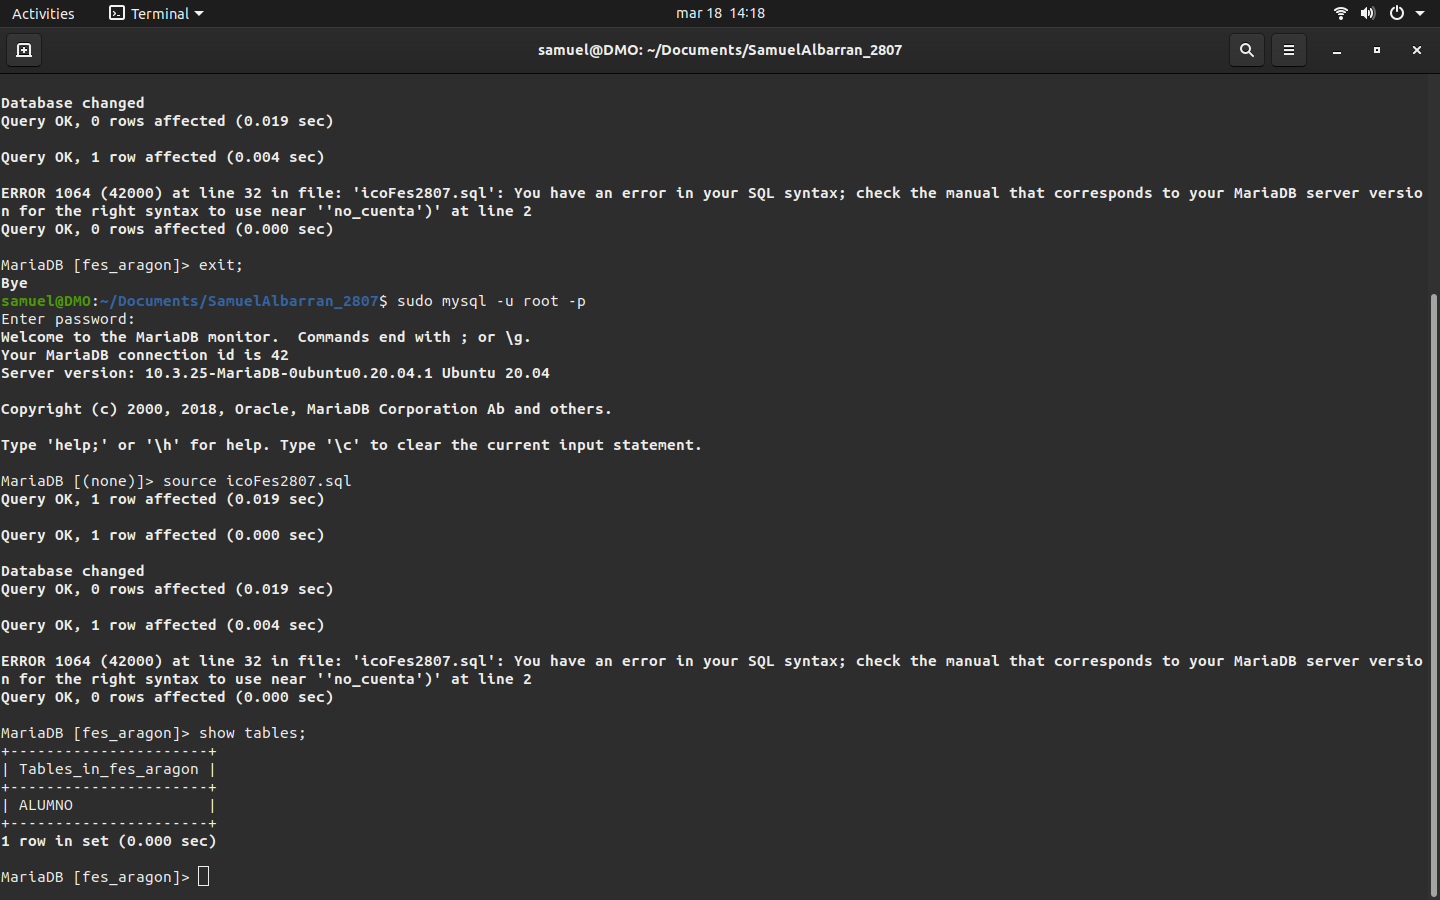 Activities
Terminal
mar 18 14:18
samuel@DMO: ~/Documents/SamuelAlbarran_2807
Database changed
Query OK, 0 rows affected (0.019 sec)
Query OK, 1 row affected (0.004 sec)
ERROR 1064 (42000) at line 32 in file: 'icoFes2807.sql': You have an error in your SQL syntax; check the manual that corresponds to your MariaDB server versio
n for the right syntax to use near ''no_cuenta')' at line 2
Query OK, 0 rows affected (0.000 sec)
MariaDB [fes_aragon]> exit;
Bye
samuel@DMO:~/Documents/SamuelAlbarran_2807$ sudo mysql -u root -p
Enter password:
Welcome to the MariaDB monitor.  Commands end with ; or \g.
Your MariaDB connection id is 42
Server version: 10.3.25-MariaDB-0ubuntu0.20.04.1 Ubuntu 20.04
Copyright (c) 2000, 2018, Oracle, MariaDB Corporation Ab and others.
Type 'help;' or '\h' for help. Type '\c' to clear the current input statement.
MariaDB [(none)]> source icoFes2807.sql
Query OK, 1 row affected (0.019 sec)
Query OK, 1 row affected (0.000 sec)
Database changed
Query OK, 0 rows affected (0.019 sec)
Query OK, 1 row affected (0.004 sec)
ERROR 1064 (42000) at line 32 in file: 'icoFes2807.sql': You have an error in your SQL syntax; check the manual that corresponds to your MariaDB server versio
n for the right syntax to use near ''no_cuenta')' at line 2
Query OK, 0 rows affected (0.000 sec)
MariaDB [fes_aragon]> show tables;
+----------------------+
| Tables_in_fes_aragon |
+----------------------+
| ALUMNO               |
+----------------------+
1 row in set (0.000 sec)
MariaDB [fes_aragon]>